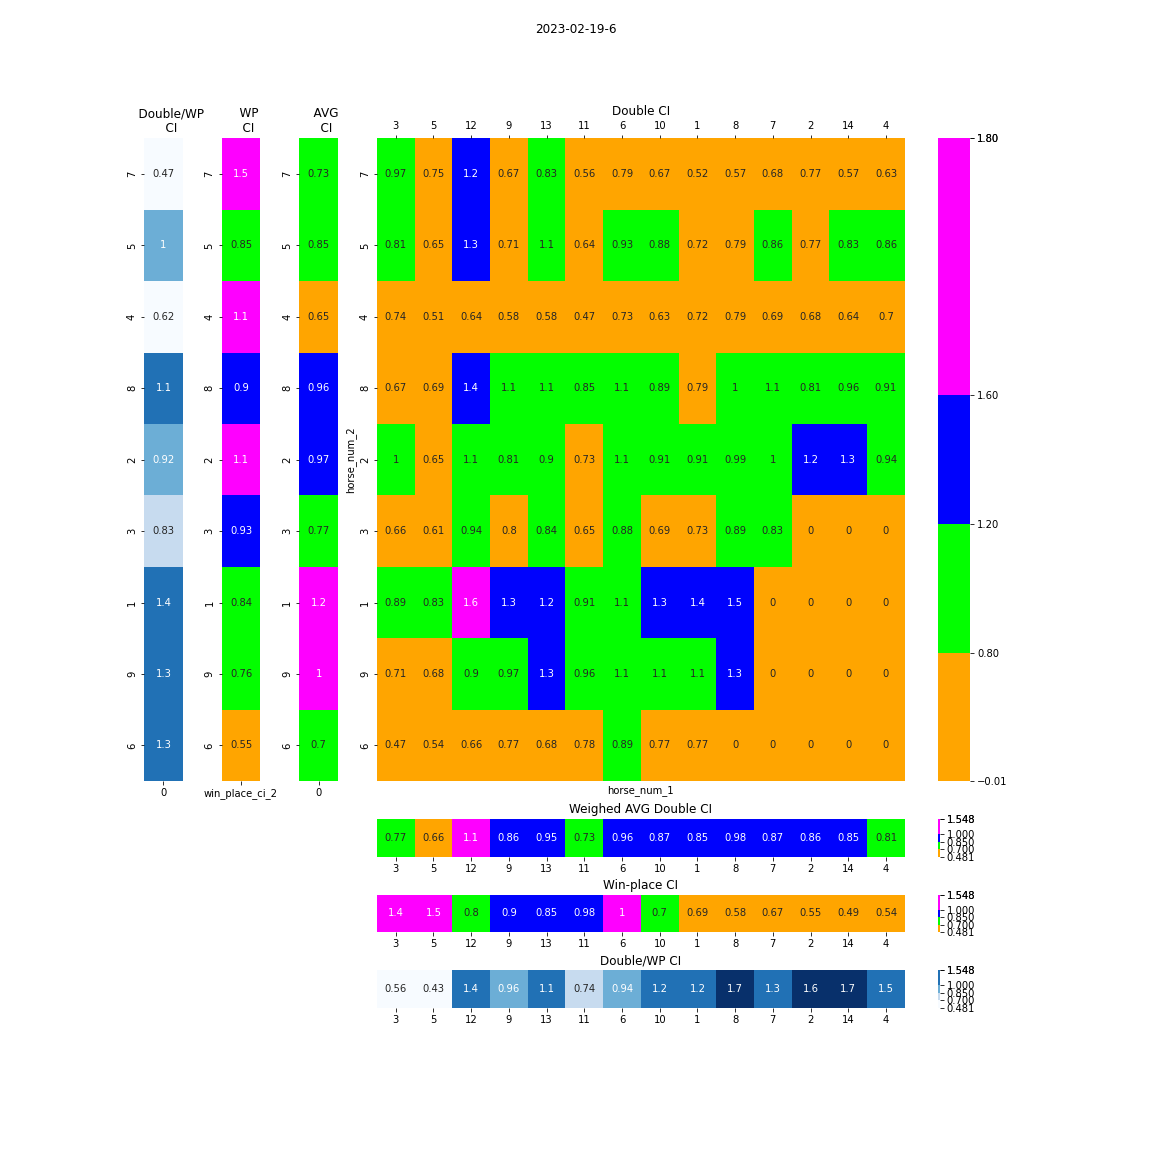 2023-02-19-6
Double/WP CI
WP CI
AVG CI
Double CI
3 5 12 9 13 11 6 10 1 8 7 2 14 4
7 0.47 7 1.5 7 0.73 7 0.97 0.75 1.2 0.67 0.83 0.56 0.79 0.67 0.52 0.57 0.68 0.77 0.57 0.63
5 1 5 0.85 5 0.85 5 0.81 0.65 1.3 0.71 1.1 0.64 0.93 0.88 0.72 0.79 0.86 0.77 0.83 0.86
4 0.62 4 1.1 4 0.65 4 0.74 0.51 0.64 0.58 0.58 0.47 0.73 0.63 0.72 0.79 0.69 0.68 0.64 0.7
8 1.1 8 0.9 8 0.96 8 0.67 0.69 1.4 1.1 1.1 0.85 1.1 0.89 0.79 1 1.1 0.81 0.96 0.91
2 0.92 2 1.1 2 0.97 2 1 0.65 1.1 0.81 0.9 0.73 1.1 0.91 0.91 0.99 1 1.2 1.3 0.94
3 0.83 3 0.93 3 0.77 3 0.66 0.61 0.94 0.8 0.84 0.65 0.88 0.69 0.73 0.89 0.83 0 0 0
1 1.4 1 0.84 1 1.2 1 0.89 0.83 1.6 1.3 1.2 0.91 1.1 1.3 1.4 1.5 0 0 0 0
9 1.3 9 0.76 9 1 9 0.71 0.68 0.9 0.97 1.3 0.96 1.1 1.1 1.1 1.3 0 0 0 0
6 1.3 6 0.55 6 0.7 6 0.47 0.54 0.66 0.77 0.68 0.78 0.89 0.77 0.77 0 0 0 0 0
horse_num_2
0 win_place_ci_2 0 horse_num_1
1.80
1.80
1.60
1.20
0.80
−0.01
Weighed AVG Double CI
0.77 0.66 1.1 0.86 0.95 0.73 0.96 0.87 0.85 0.98 0.87 0.86 0.85 0.81
3 5 12 9 13 11 6 10 1 8 7 2 14 4
1.548
1.548
1.000
0.850
0.700
0.481
Win-place CI
1.4 1.5 0.8 0.9 0.85 0.98 1 0.7 0.69 0.58 0.67 0.55 0.49 0.54
3 5 12 9 13 11 6 10 1 8 7 2 14 4
1.548
1.548
1.000
0.850
0.700
0.481
Double/WP CI
0.56 0.43 1.4 0.96 1.1 0.74 0.94 1.2 1.2 1.7 1.3 1.6 1.7 1.5
3 5 12 9 13 11 6 10 1 8 7 2 14 4
1.548
1.548
1.000
0.850
0.700
0.481